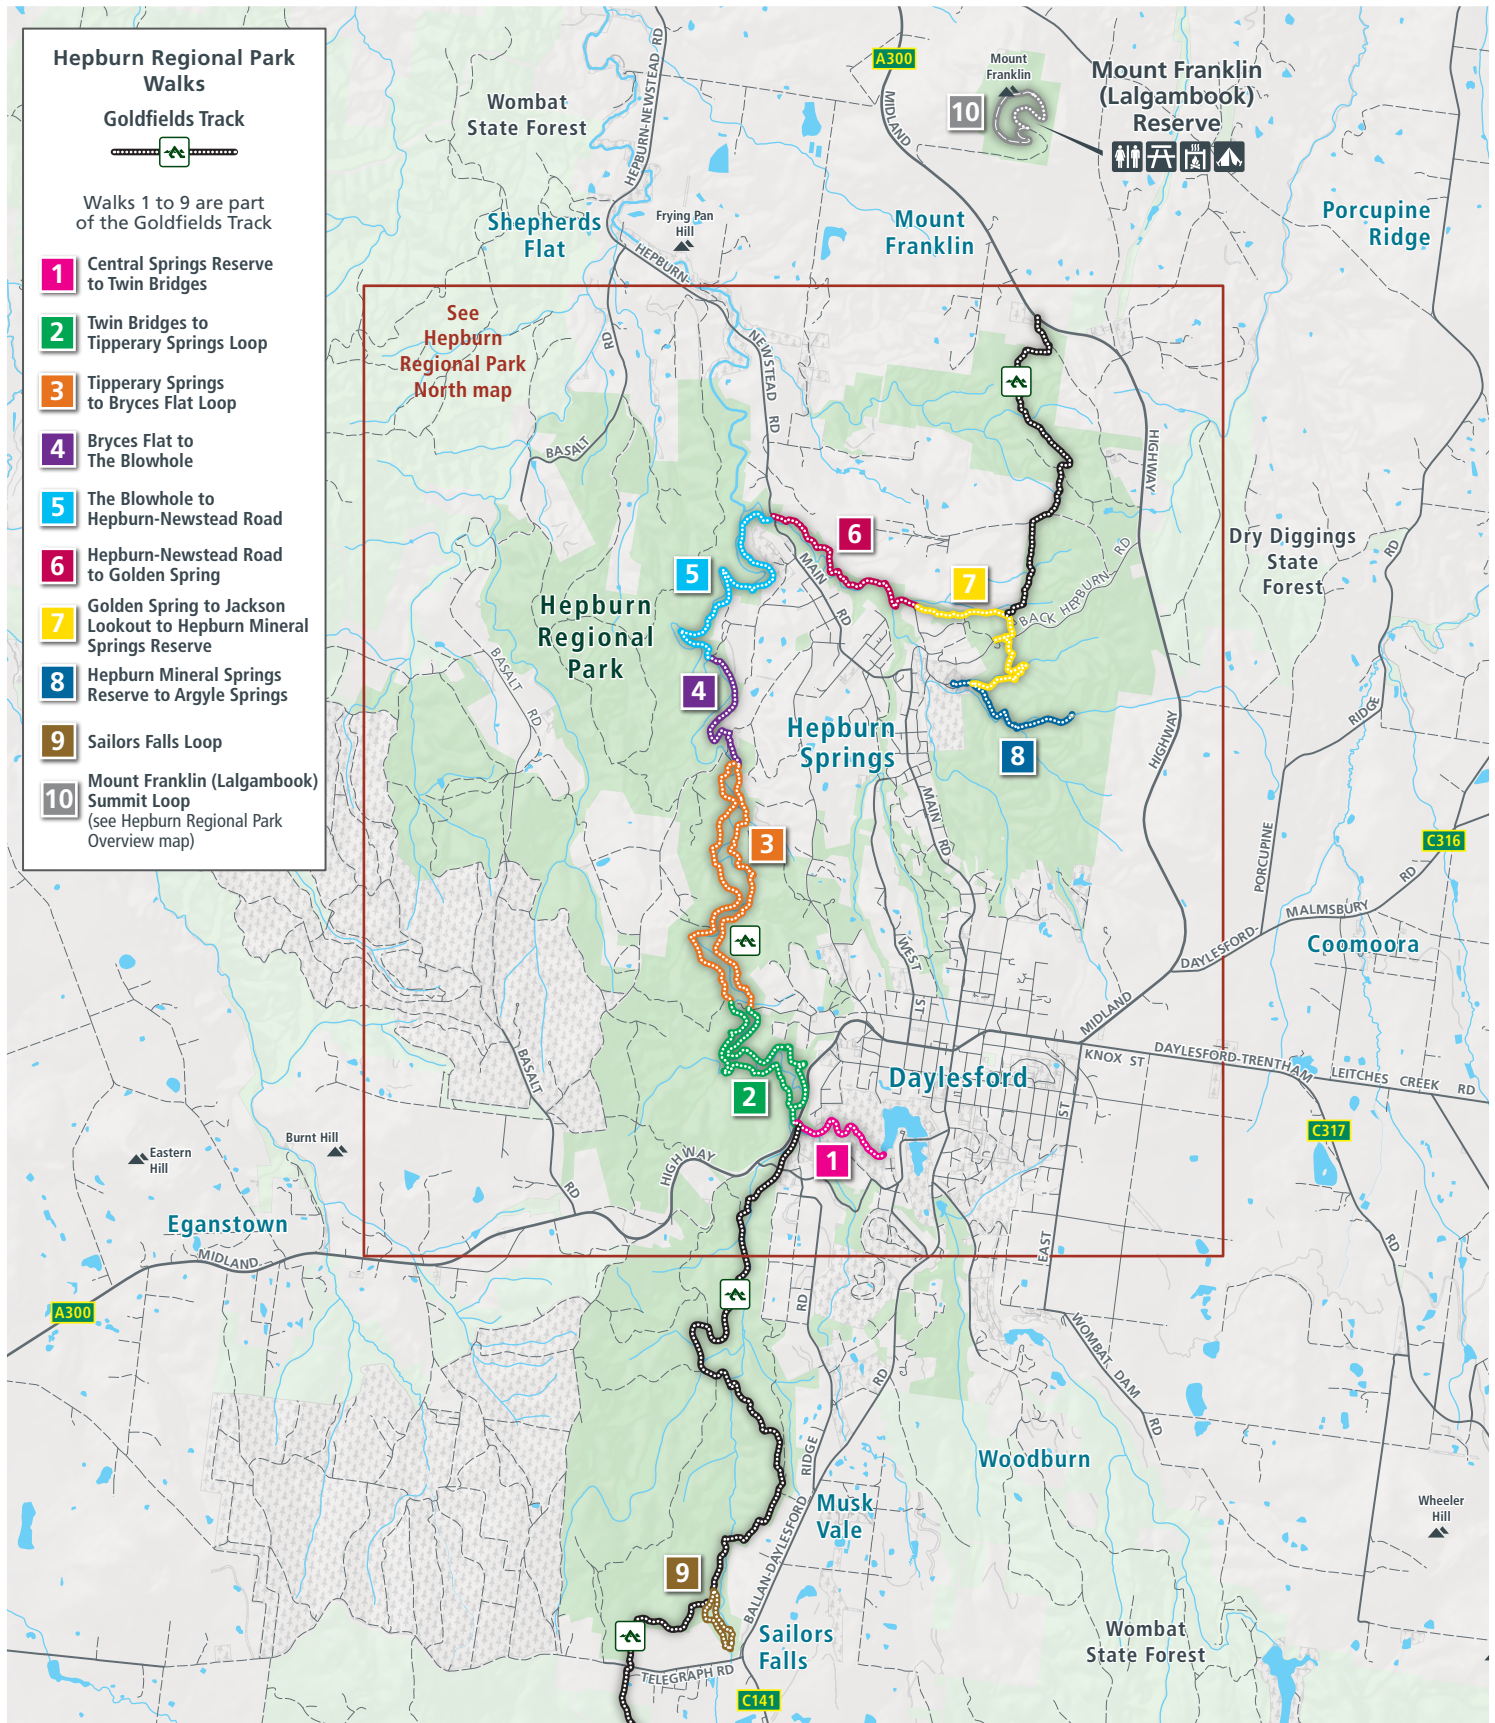 Hepburn Regional Park
Walks
Goldfields Track
Walks 1 to 9 are part
of the Goldfields Track
1
Central Springs Reserve
to Twin Bridges
2
Twin Bridges to
Tipperary Springs Loop
3
Tipperary Springs
to Bryces Flat Loop
4
Bryces Flat to
The Blowhole
5
The Blowhole to
Hepburn-Newstead Road
6
Hepburn-Newstead Road
to Golden Spring
7
Golden Spring to Jackson
Lookout to Hepburn Mineral
Springs Reserve
8
Hepburn Mineral Springs
Reserve to Argyle Springs
9
Sailors Falls Loop
10
Mount Franklin (Lalgambook)
Summit Loop
(see Hepburn Regional Park
Overview map)
Wombat
State Forest
HEPBURN-NEWSTEAD RD
A300
MIDLAND
Mount
Franklin
10
Mount Franklin
(Lalgambook)
Reserve
Shepherds
Flat
Frying Pan
Hill
HEPBURN-
Mount
Franklin
Porcupine
Ridge
See
Hepburn
Regional Park
North map
RD
NEWSTEAD
RD
BASALT
HIGHWAY
6
MAIN
RD
5
7
BACK HEPBURN
RD
Dry Diggings
State
Forest
RD
Hepburn
Regional
Park
BASALT
RD
4
Hepburn
Springs
8
HIGHWAY
RIDGE
MAIN
RD
3
PORCUPINE
C316
RD
MALMSBURY
DAYLESFORD-
Coomoora
WEST
ST
MIDLAND
BASALT
KNOX ST
DAYLESFORD-TRENTHAM
LEITCHES CREEK RD
Daylesford
2
ST
C317
1
Eastern
Hill
Burnt Hill
HIGHWAY
RD
Eganstown
MIDLAND
EAST
RD
A300
RD
WOMBAT DAM
RD
RD
RIDGE
Woodburn
Musk
Vale
BALLAN-DAYLESFORD
Wheeler
Hill
9
Sailors
Falls
Wombat
State Forest
TELEGRAPH RD
C141